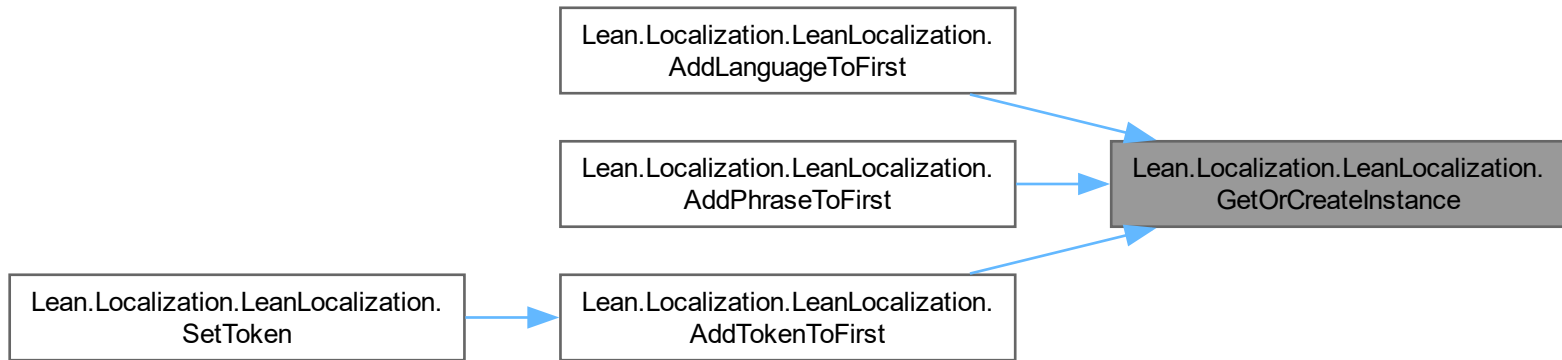 Lean.Localization.LeanLocalization.
AddLanguageToFirst
Lean.Localization.LeanLocalization.
AddPhraseToFirst
Lean.Localization.LeanLocalization.
GetOrCreateInstance
Lean.Localization.LeanLocalization.
SetToken
Lean.Localization.LeanLocalization.
AddTokenToFirst